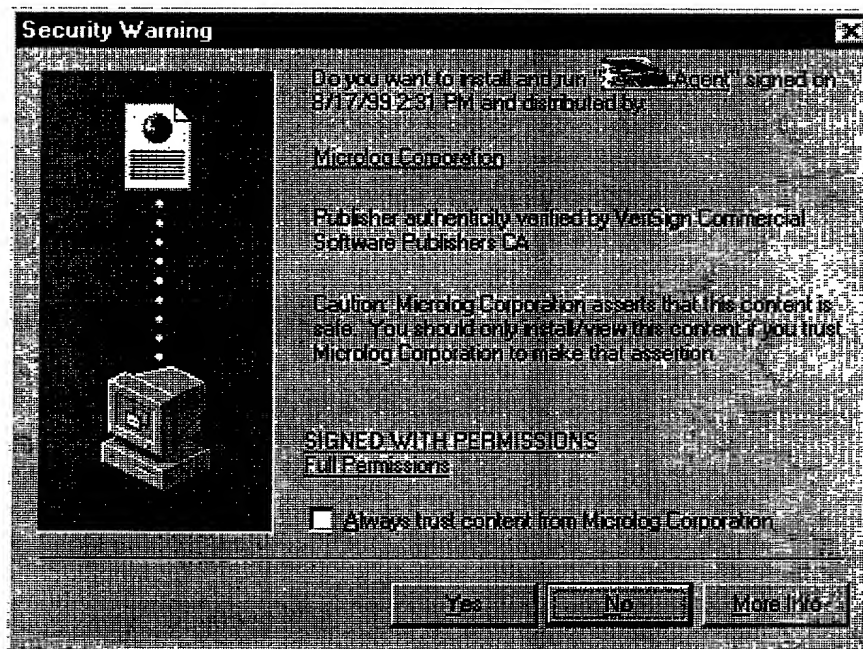 Security Warning
Do you want to install and run " Agent" signed on
8/17/99 2:31 PM and distributed by:
Microlog Corporation
Publisher authenticity verified by VeriSign Commercial
Software Publishers CA
Caution: Microlog Corporation asserts that this content is
safe. You should only install/view this content if you trust
Microlog Corporation to make that assertion.
SIGNED WITH PERMISSIONS
Full Permissions
Always trust content from Microlog Corporation
Yes No More Info